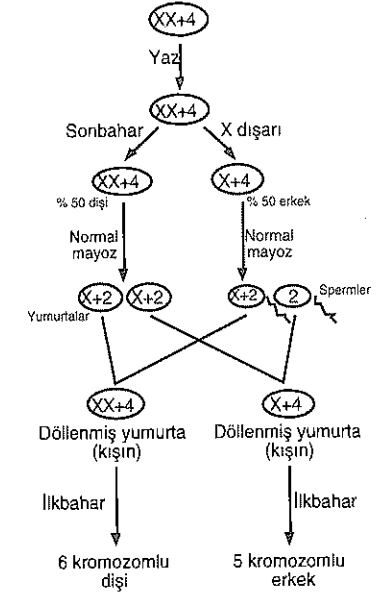 XX+4
Yaz
XX+4
Sonbahar X dışarı
XX+4 X+4
% 50 dişi % 50 erkek
Normal mayoz Normal mayoz
X+2 X+2 X+2 2 Spermler
Yumurtalar
XX+4 X+4
Döllenmiş yumurta Döllenmiş yumurta
(kışın) (kışın)
İlkbahar İlkbahar
6 kromozomlu 5 kromozomlu
dişi erkek